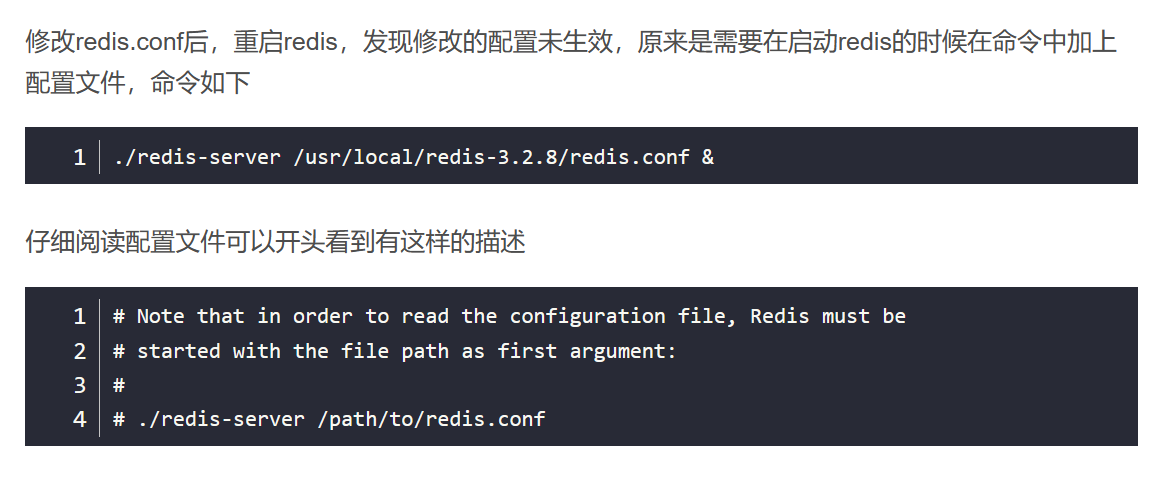 修改redis.conf后，重启redis，发现修改的配置未生效，原来是需要在启动redis的时候在命令中加上
配置文件，命令如下
1 ./redis-server /usr/local/redis-3.2.8/redis.conf &
仔细阅读配置文件可以开头看到有这样的描述
1 # Note that in order to read the configuration file, Redis must be
2 # started with the file path as first argument:
3 #
4 # ./redis-server /path/to/redis.conf